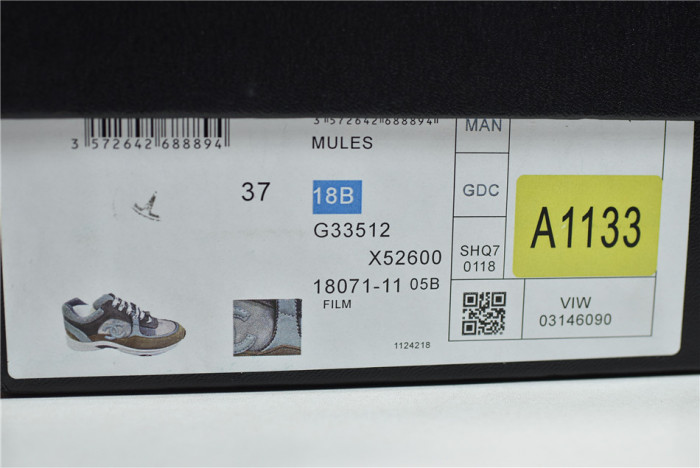 3 572642 688894
3 572642 688894
MULES
MAN
37
18B
GDC
A1133
G33512
X52600
SHQ7
0118
18071-11 05B
FILM
VIW
03146090
1124218